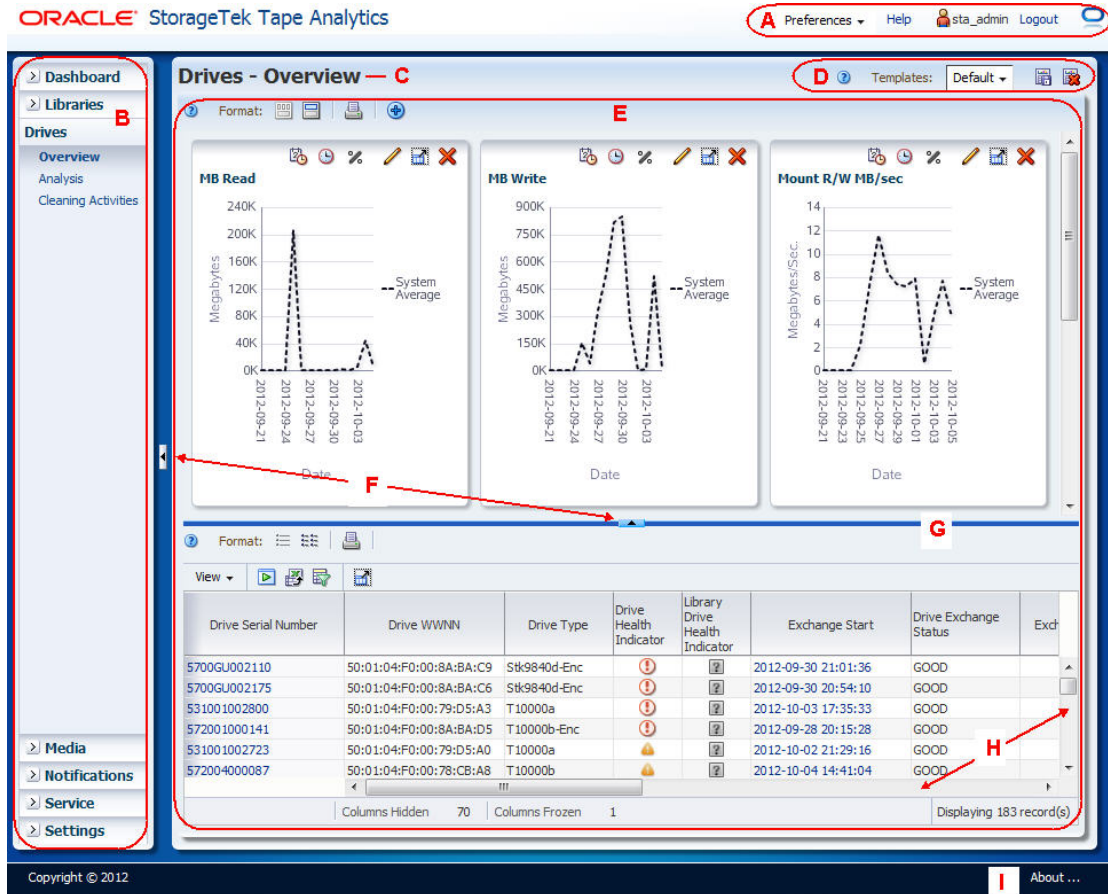 ORACLE® StorageTek Tape Analytics
A Preferences Help sta_admin Logout
Dashboard
Libraries
B
Drives
Overview
Analysis
Cleaning Activities
Media
Notifications
Service
Settings
Drives - Overview C
D Templates: Default
Format: E
MB Read
240K
200K
160K
120K
80K
40K
0K
Megabytes
System
Average
2012-09-21
2012-09-24
2012-09-27
2012-09-30
2012-10-03
Date
MB Write
900K
750K
600K
450K
300K
150K
0K
Megabytes
System
Average
2012-09-21
2012-09-24
2012-09-27
2012-09-30
2012-10-03
Date
Mount R/W MB/sec
14
12
10
8
6
4
2
0
Megabytes/Sec.
System
Average
2012-09-21
2012-09-23
2012-09-25
2012-09-27
2012-09-29
2012-10-01
2012-10-03
2012-10-05
Date
F
G
Format:
View
Drive Serial Number Drive WWNN Drive Type Drive Health Indicator Library Drive Health Indicator Exchange Start Drive Exchange Status Exch
5700GU002110 50:01:04:F0:00:8A:BA:C9 Stk9840d-Enc 2012-09-30 21:01:36 GOOD
5700GU002175 50:01:04:F0:00:8A:BA:C6 Stk9840d-Enc 2012-09-30 20:54:10 GOOD
531001002800 50:01:04:F0:00:79:D5:A3 T10000a 2012-10-03 17:35:33 GOOD
572001000141 50:01:04:F0:00:8A:BA:D5 T10000b-Enc 2012-09-28 20:15:28 GOOD
531001002723 50:01:04:F0:00:79:D5:A0 T10000a 2012-10-02 21:29:16 GOOD
572004000087 50:01:04:F0:00:78:CB:A8 T10000b 2012-10-04 14:41:04 GOOD
H
Columns Hidden 70 Columns Frozen 1 Displaying 183 record(s)
Copyright © 2012 I About ...